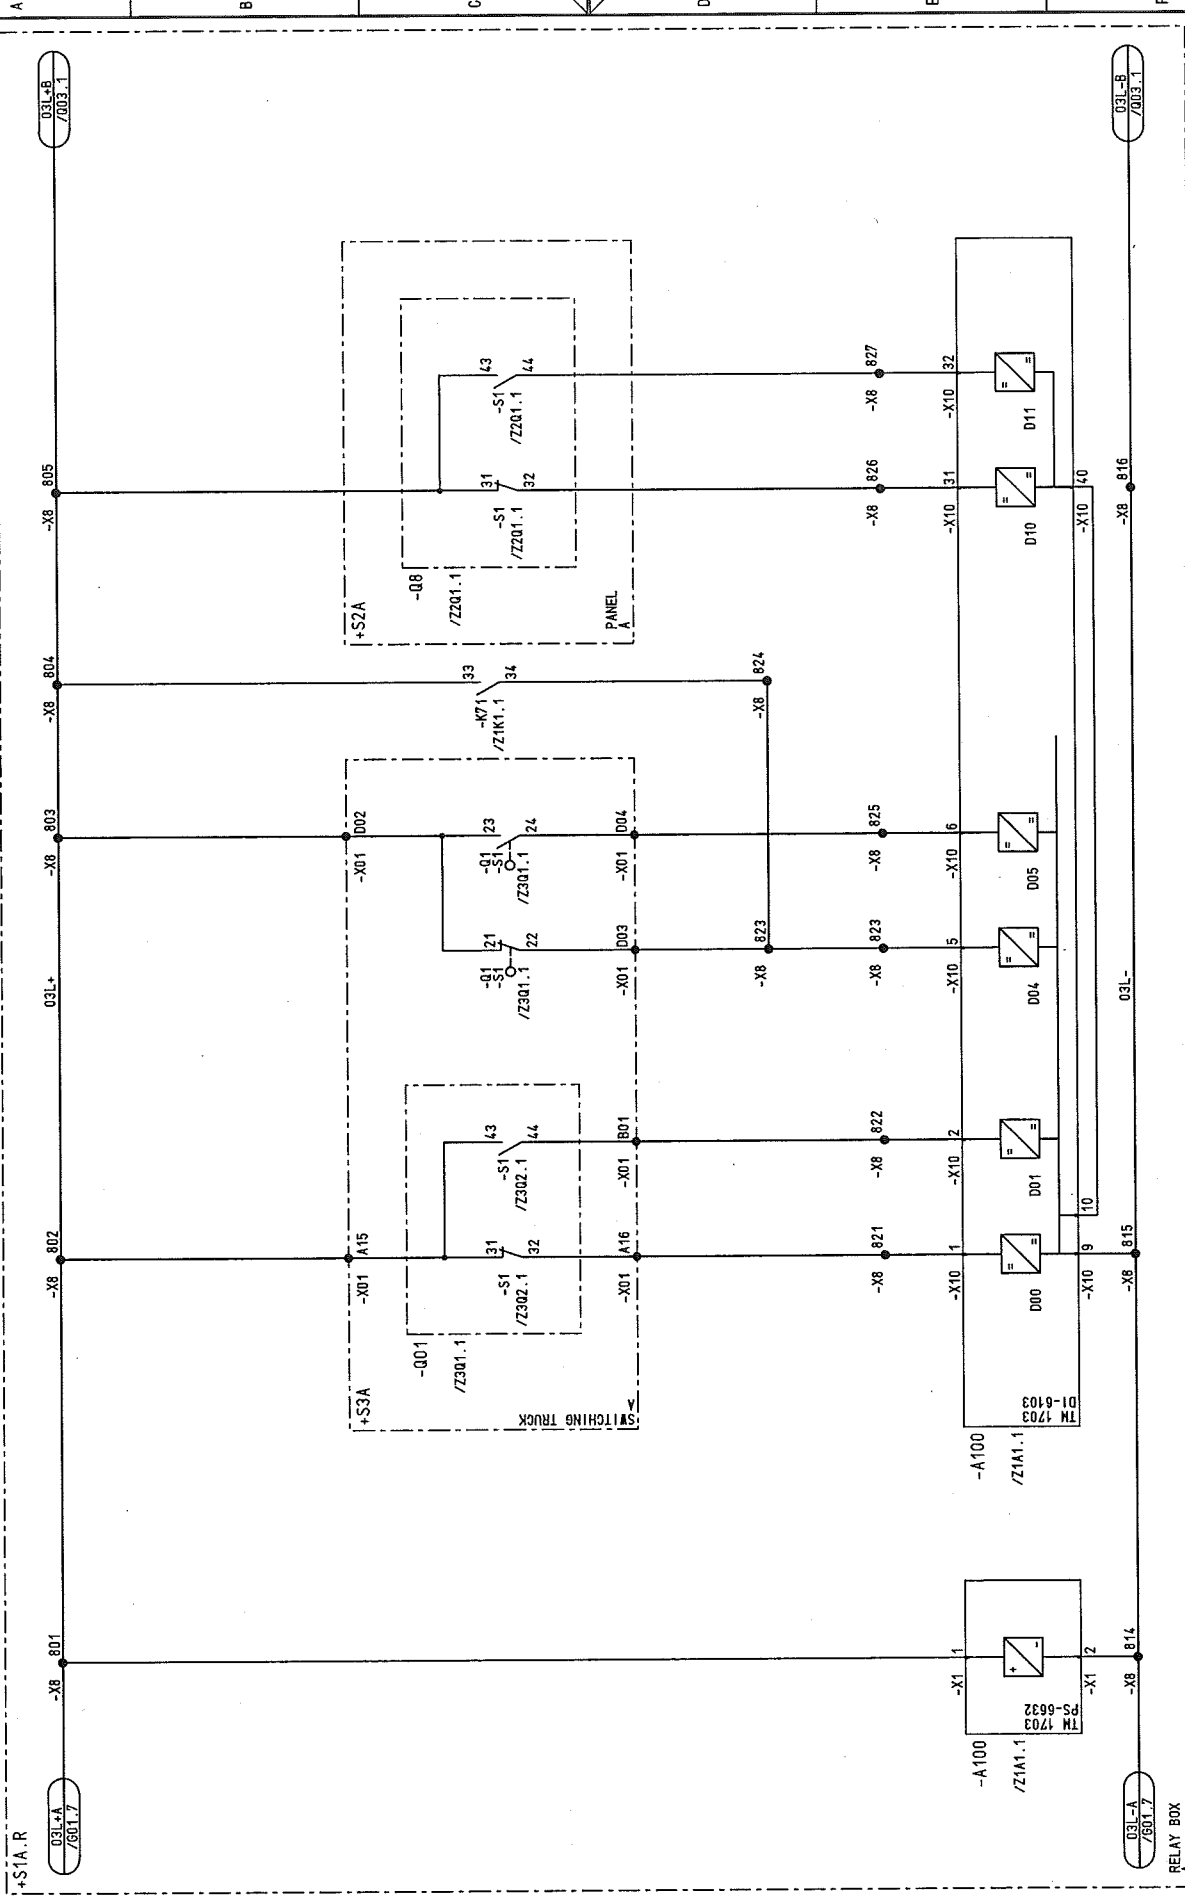 A
B
C
D
E
F
+S1A.R
03L+A
/G01.7
-X8 801
-X8 802
03L+
-X8 803
-X8 804
-X8 805
03L+B
/Q03.1
+S3A
SWITCHING TRUCK
A
-X01 A15
-Q01
/Z3Q1.1
31
32
-S1
/Z3Q2.1
43
44
-S1
/Z3Q2.1
-X01 A16
-X01 B01
-X01 D02
21
22
-Q1
-S1
/Z3Q1.1
23
24
-Q1
-S1
/Z3Q1.1
-X01 D03
-X01 D04
33
34
-K71
/Z1K1.1
+S2A
PANEL
A
-Q8
/Z2Q1.1
31
32
-S1
/Z2Q1.1
43
44
-S1
/Z2Q1.1
-X8 823
-X8 824
-X8 821
-X8 822
-X8 823
-X8 825
-X8 826
-X8 827
-A100
/Z1A1.1
TM 1703
PS-6632
-X1 1
+
-
-X1 2
-A100
/Z1A1.1
TM 1703
DI-6103
-X10 1
-X10 2
-X10 5
-X10 6
-X10 31
-X10 32
= =
= =
= =
= =
= =
= =
D00
D01
D04
D05
D10
D11
-X10 9
10
-X10 40
03L-A
/G01.7
-X8 814
-X8 815
03L-
-X8 816
03L-B
/Q03.1
RELAY BOX